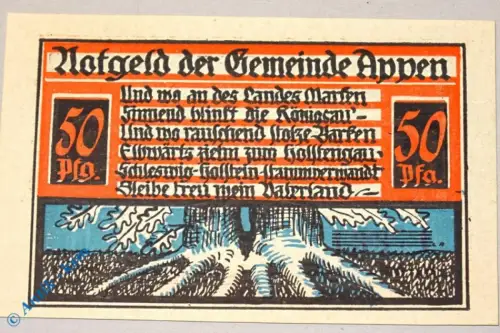 Notgeld der Gemeinde Appen
Und wo an des Landes Marken
Sinnend blinkt die Königsau—
Und wo rauschend stolze Barken
Elbwärts ziehn zum Holstengau—
Schleswig-Holstein stammverwandt
Bleibe treu mein Vaterland—
50
Pfg.
50
Pfg.